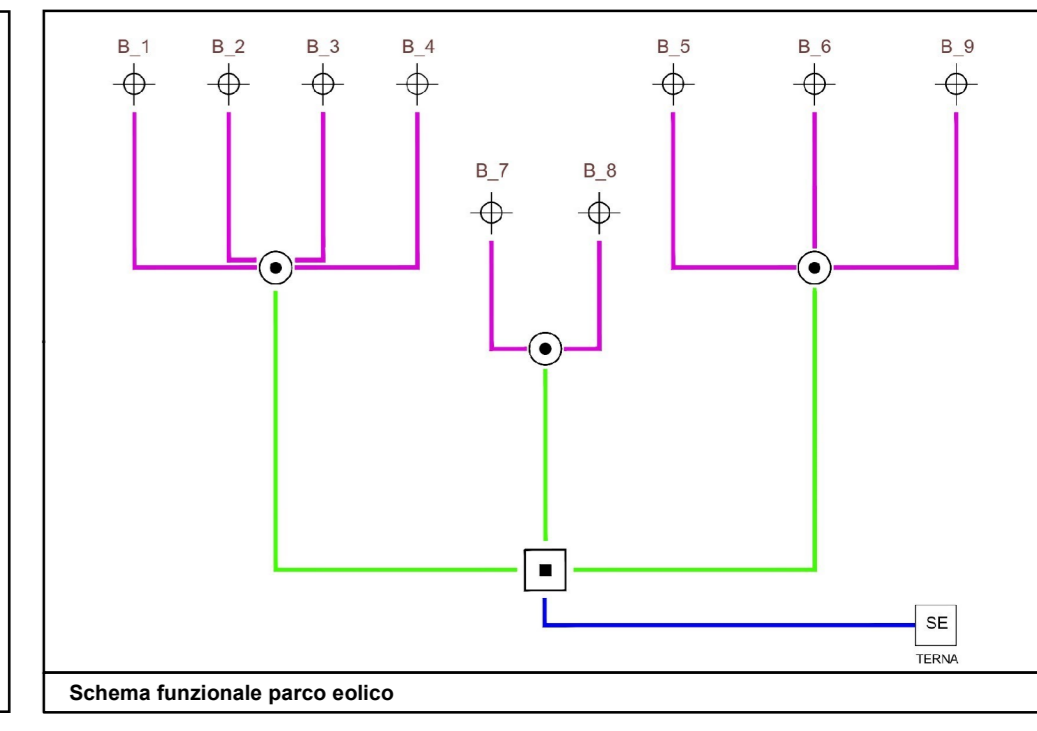 B_1 B_2 B_3 B_4 B_5 B_6 B_9
B_7 B_8
SE
TERNA
Schema funzionale parco eolico